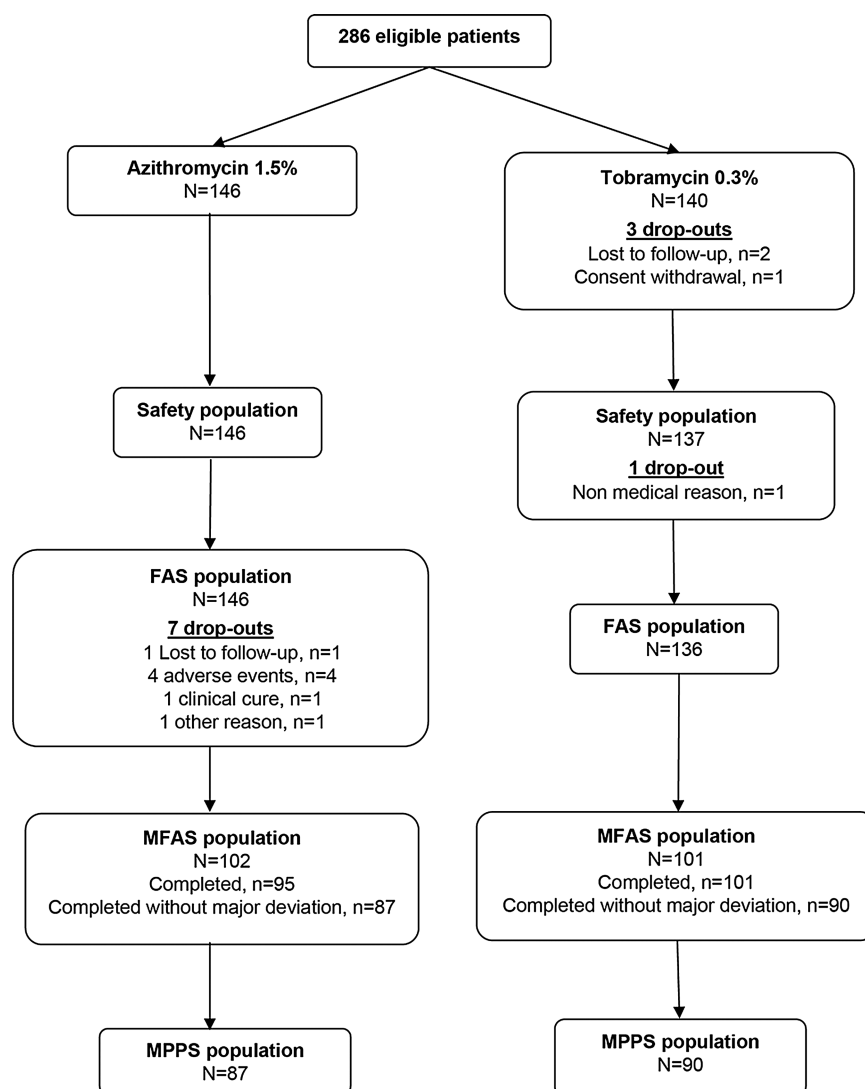 286 eligible patients
Azithromycin 1.5%
N=146
Tobramycin 0.3%
N=140
3 drop-outs
Lost to follow-up, n=2
Consent withdrawal, n=1
Safety population
N=146
Safety population
N=137
1 drop-out
Non medical reason, n=1
FAS population
N=146
7 drop-outs
1 Lost to follow-up, n=1
4 adverse events, n=4
1 clinical cure, n=1
1 other reason, n=1
FAS population
N=136
MFAS population
N=102
Completed, n=95
Completed without major deviation, n=87
MFAS population
N=101
Completed, n=101
Completed without major deviation, n=90
MPPS population
N=87
MPPS population
N=90